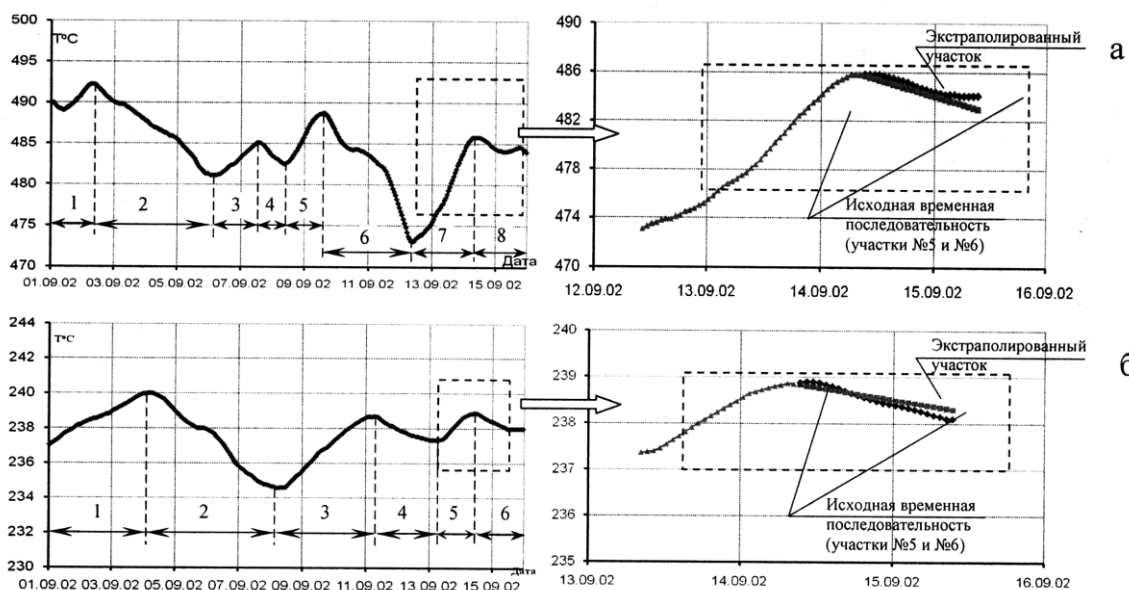 500
T°C
495
490
485
480
475
470
1
2
3
4
5
6
7
8
Дата
01.09.02 03.09.02 05.09.02 07.09.02 09.09.02 11.09.02 13.09.02 15.09.02
490
486
482
478
474
470
Экстраполированный
участок
Исходная временная
последовательность
(участки №5 и №6)
12.09.02 13.09.02 14.09.02 15.09.02 16.09.02
а
244
T°C
242
240
238
236
234
232
230
1
2
3
4
5
6
01.09.02 03.09.02 05.09.02 07.09.02 09.09.02 11.09.02 13.09.02 15.09.02 Дата
240
239
238
237
236
235
Экстраполированный
участок
Исходная временная
последовательность
(участки №5 и №6)
13.09.02 14.09.02 15.09.02 16.09.02
б